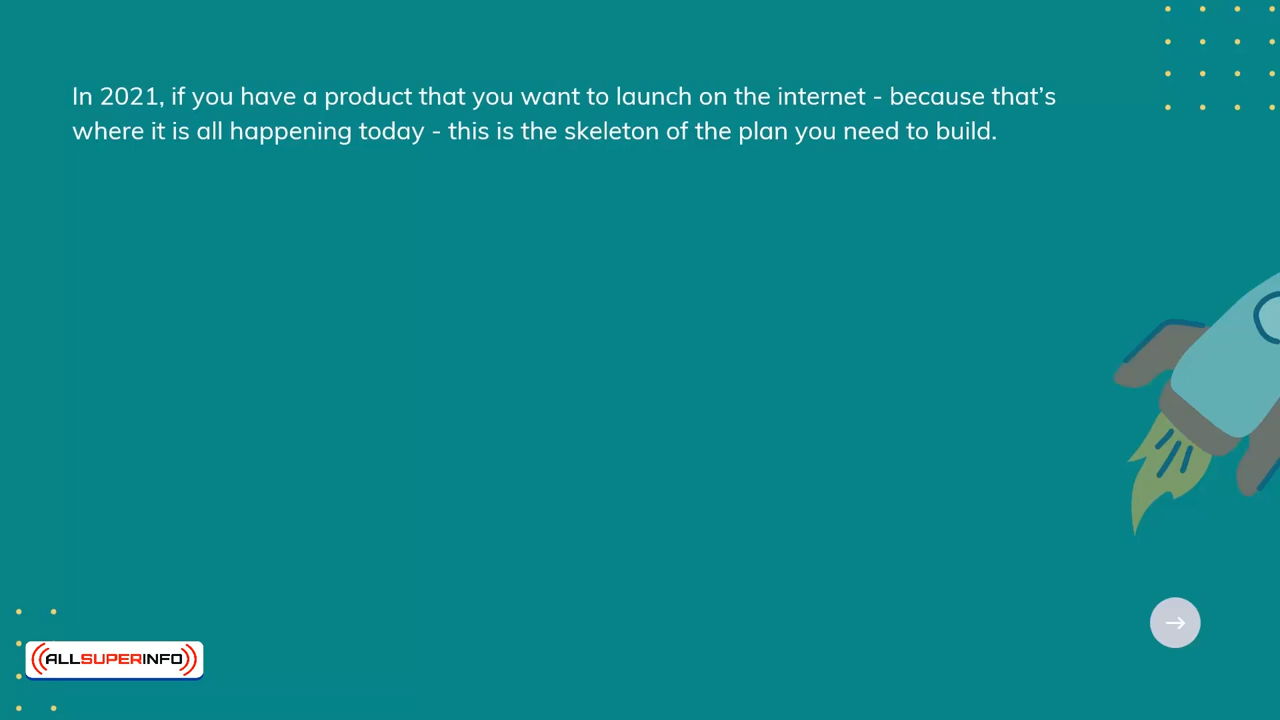 In 2021, if you have a product that you want to launch on the internet - because that’s
where it is all happening today - this is the skeleton of the plan you need to build.
ALLSUPERINFO